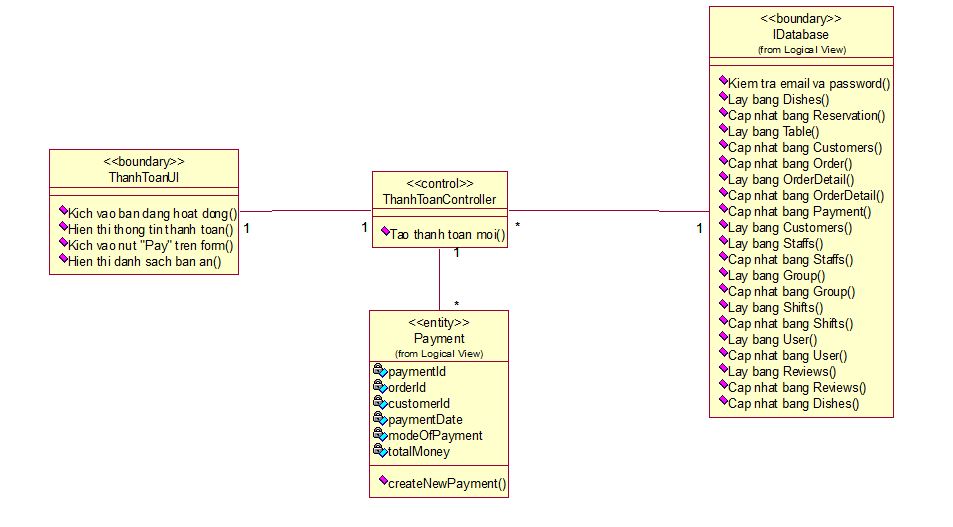 <<boundary>>
IDatabase
(from Logical View)
Kiem tra email va password()
Lay bang Dishes()
Cap nhat bang Reservation()
Lay bang Table()
Cap nhat bang Customers()
Cap nhat bang Order()
Lay bang OrderDetail()
Cap nhat bang OrderDetail()
Cap nhat bang Payment()
Lay bang Customers()
Lay bang Staffs()
Cap nhat bang Staffs()
Lay bang Group()
Cap nhat bang Group()
Lay bang Shifts()
Cap nhat bang Shifts()
Lay bang User()
Cap nhat bang User()
Lay bang Reviews()
Cap nhat bang Reviews()
Cap nhat bang Dishes()
<<boundary>>
ThanhToanUI
Kich vao ban dang hoat dong()
Hien thi thong tin thanh toan()
Kich vao nut "Pay" tren form()
Hien thi danh sach ban an()
1
1
<<control>>
ThanhToanController
Tao thanh toan moi()
*
1
1
*
<<entity>>
Payment
(from Logical View)
paymentId
orderId
customerId
paymentDate
modeOfPayment
totalMoney
createNewPayment()